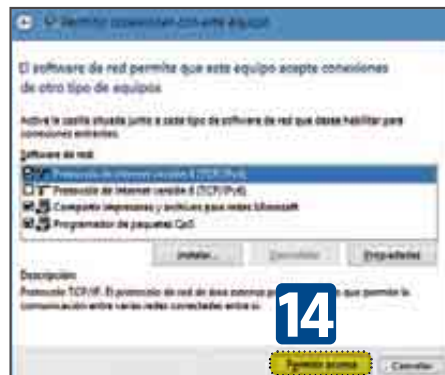 Permitir conexiones con este equipo
El software de red permite que este equipo acepte conexiones
de otro tipo de equipos
Active la casilla situada junto a cada tipo de software de red que desee habilitar para
conexiones entrantes.
Software de red:
Protocolo de Internet versión 4 (TCP/IPv4)
Protocolo de Internet versión 6 (TCP/IPv6)
Compartir impresoras y archivos para redes Microsoft
Programador de paquetes QoS
Instalar... Desinstalar Propiedades
Descripción:
Protocolo TCP/IP. El protocolo de red de área extensa que permite la
comunicación entre varias redes conectadas entre sí.
14
Permitir acceso Cancelar